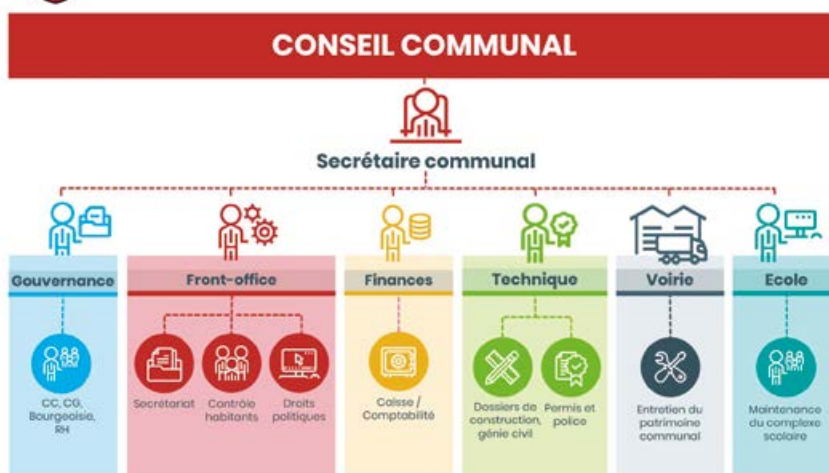 CONSEIL COMMUNAL
Secrétaire communal
Gouvernance
Front-office
Finances
Technique
Voirie
Ecole
CC, CG,
Bourgeoisie,
RH
Secrétariat
Contrôle
habitants
Droits
politiques
Caisse /
Comptabilité
Dossiers de
construction,
génie civil
Permis et
police
Entretien du
patrimoine
communal
Maintenance
du complexe
scolaire